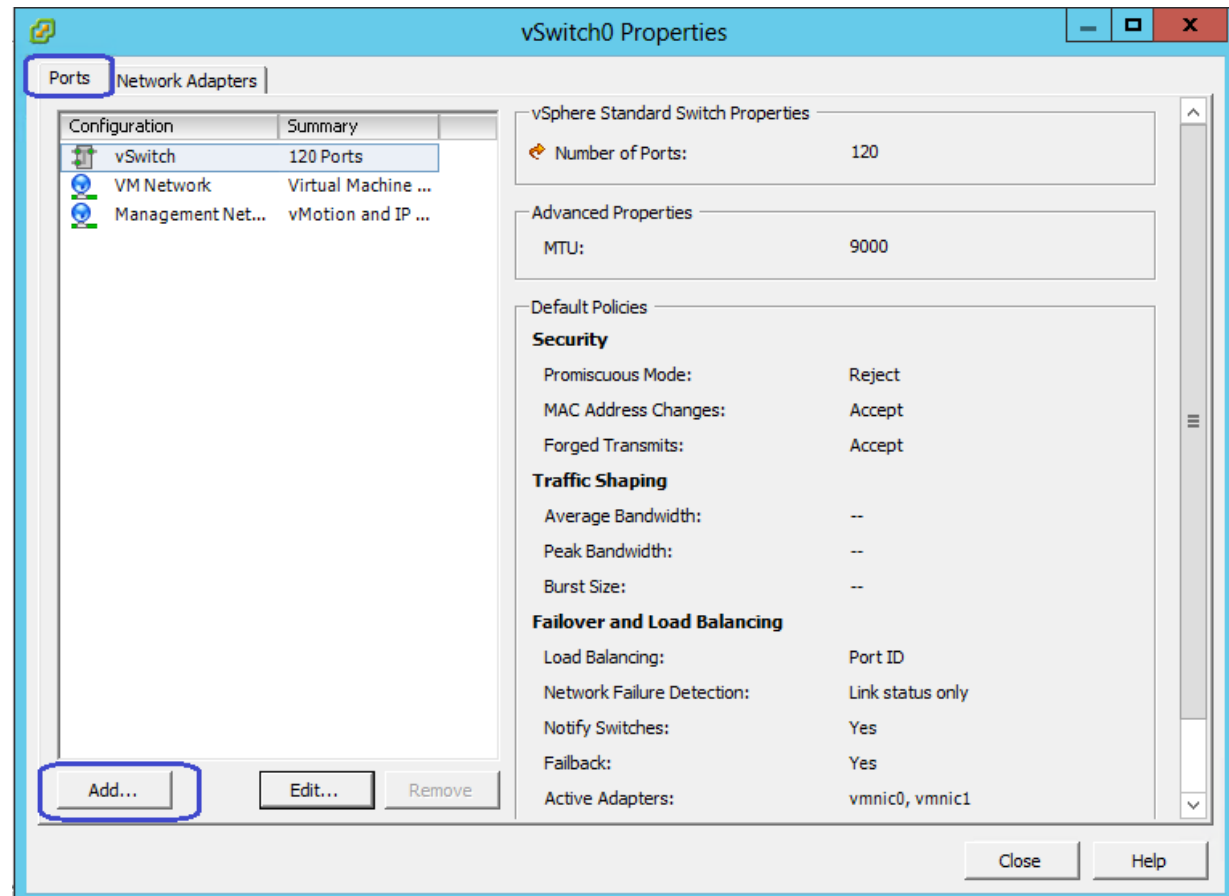 vSwitch0 Properties
Ports Network Adapters
Configuration Summary
vSwitch 120 Ports
VM Network Virtual Machine ...
Management Net... vMotion and IP ...
Add... Edit... Remove
vSphere Standard Switch Properties
Number of Ports: 120
Advanced Properties
MTU: 9000
Default Policies
Security
Promiscuous Mode: Reject
MAC Address Changes: Accept
Forged Transmits: Accept
Traffic Shaping
Average Bandwidth: --
Peak Bandwidth: --
Burst Size: --
Failover and Load Balancing
Load Balancing: Port ID
Network Failure Detection: Link status only
Notify Switches: Yes
Failback: Yes
Active Adapters: vmnic0, vmnic1
Close Help